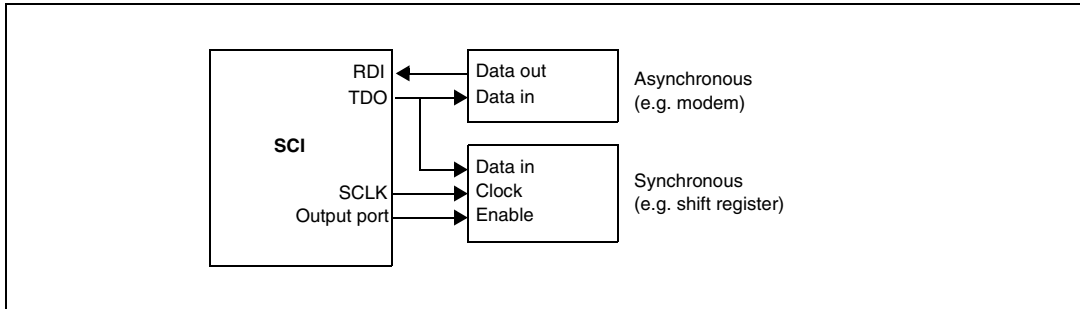 RDI
TDO
SCI
SCLK
Output port
Data out
Data in
Asynchronous
(e.g. modem)
Data in
Clock
Enable
Synchronous
(e.g. shift register)